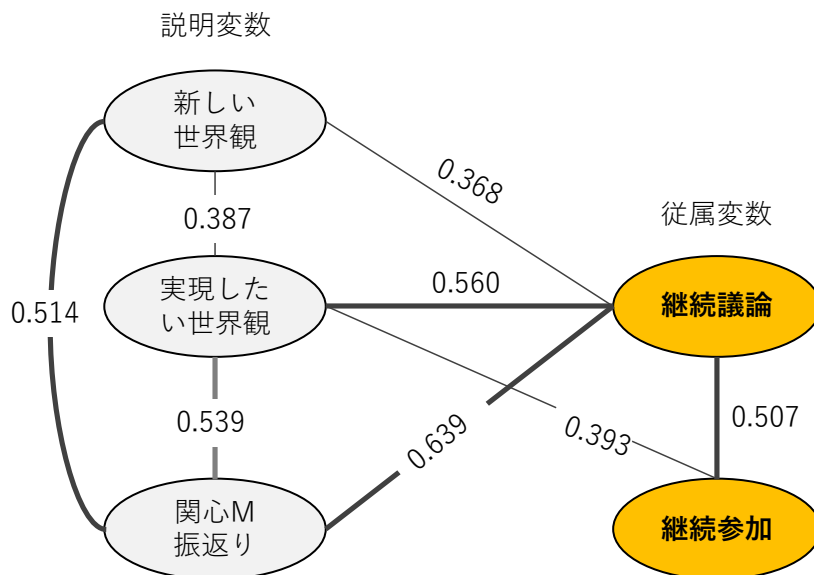 説明変数
新しい
世界観
0.368
0.387
従属変数
実現した
い世界観
0.560
継続議論
0.514
0.539
0.639
0.393
0.507
関心M
振返り
継続参加